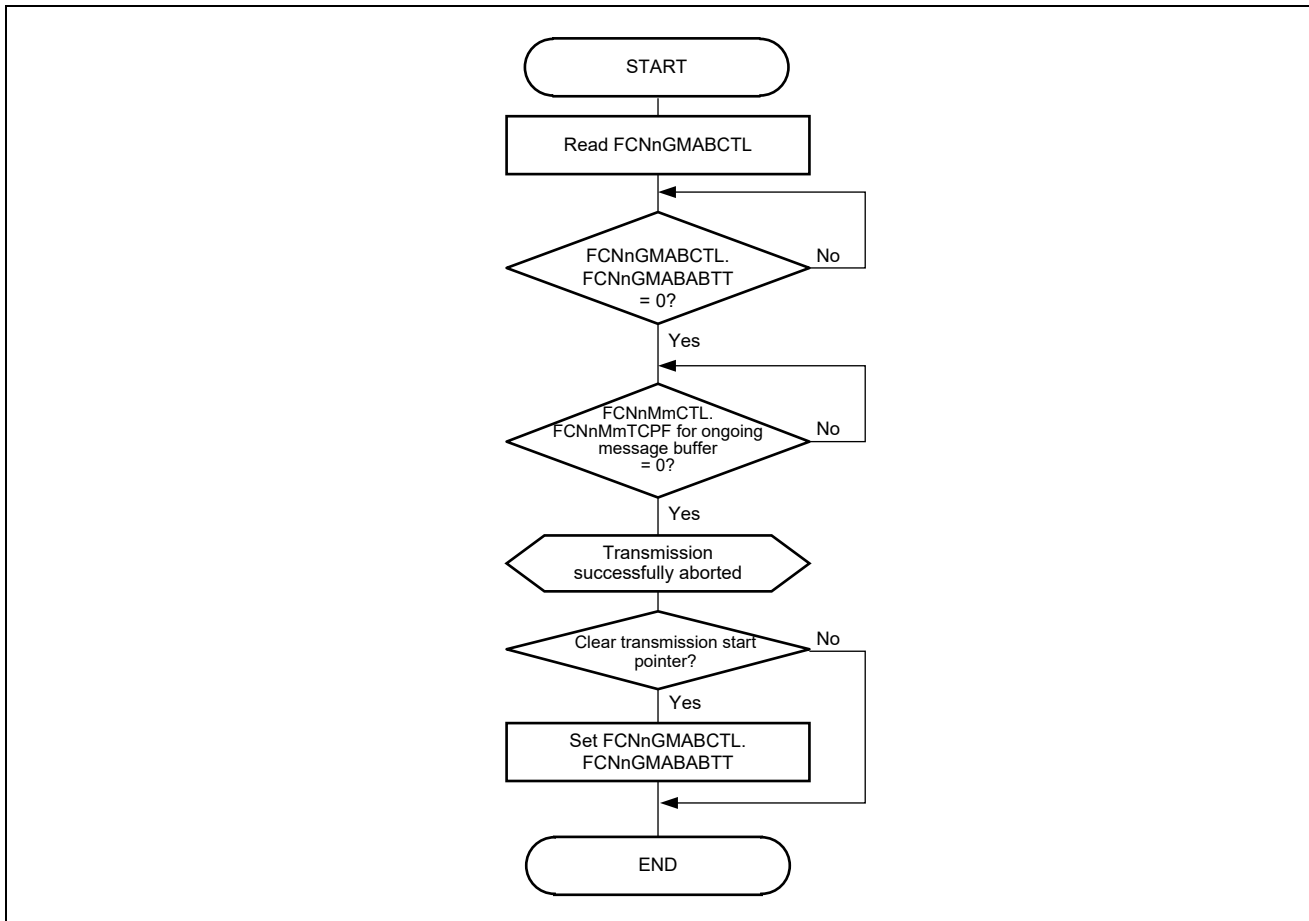 START
Read FCNnGMABCTL
FCNnGMABCTL.
FCNnGMABABTT
= 0?
No
Yes
FCNnMmCTL.
FCNnMmTCPF for ongoing
message buffer
= 0?
No
Yes
Transmission
successfully aborted
Clear transmission start
pointer?
No
Yes
Set FCNnGMABCTL.
FCNnGMABABTT
END